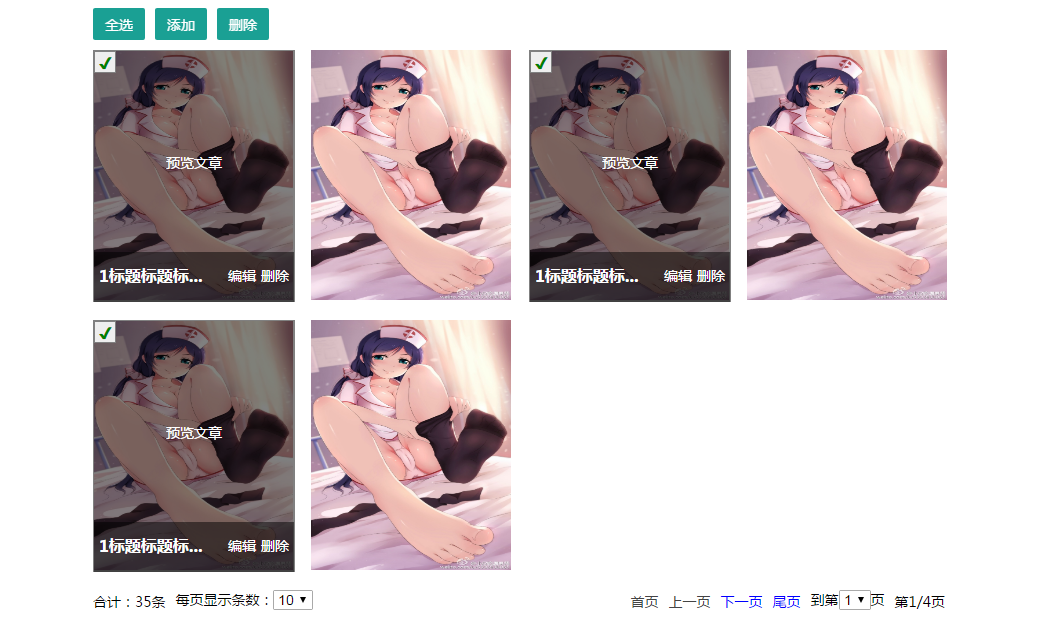 全选 添加 删除
预览文章 预览文章
1标题标题标... 编辑 删除 1标题标题标... 编辑 删除
预览文章
1标题标题标... 编辑 删除
合计：35条 每页显示条数： 10 首页 上一页 下一页 尾页 到第 1 页 第1/4页